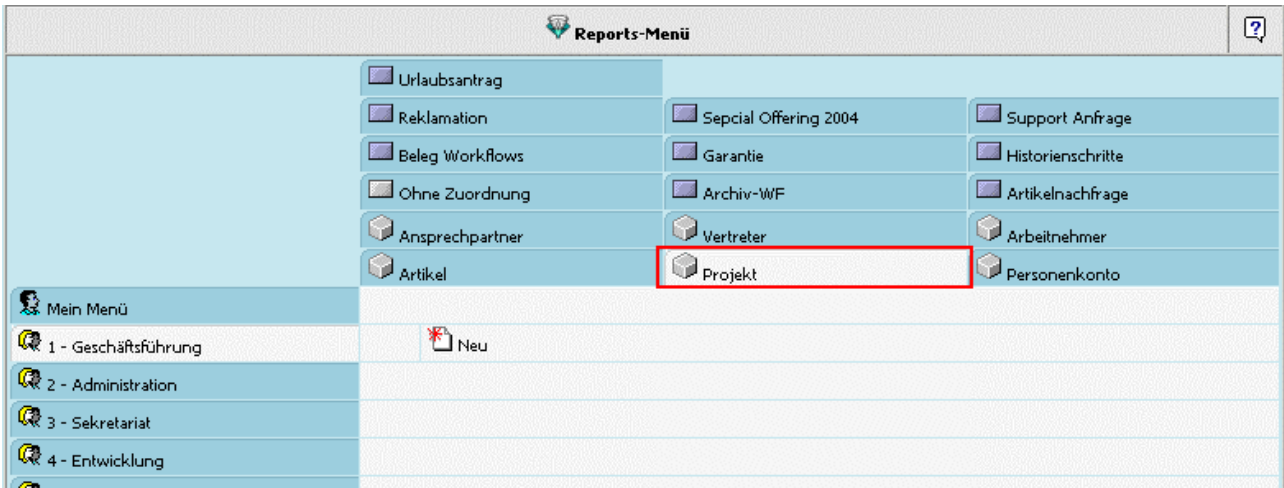 Reports-Menü
Urlaubsantrag
Reklamation Sepcial Offering 2004 Support Anfrage
Beleg Workflows Garantie Historienschritte
Ohne Zuordnung Archiv-WF Artikelnachfrage
Ansprechpartner Vertreter Arbeitnehmer
Artikel Projekt Personenkonto
Mein Menü
1 - Geschäftsführung Neu
2 - Administration
3 - Sekretariat
4 - Entwicklung